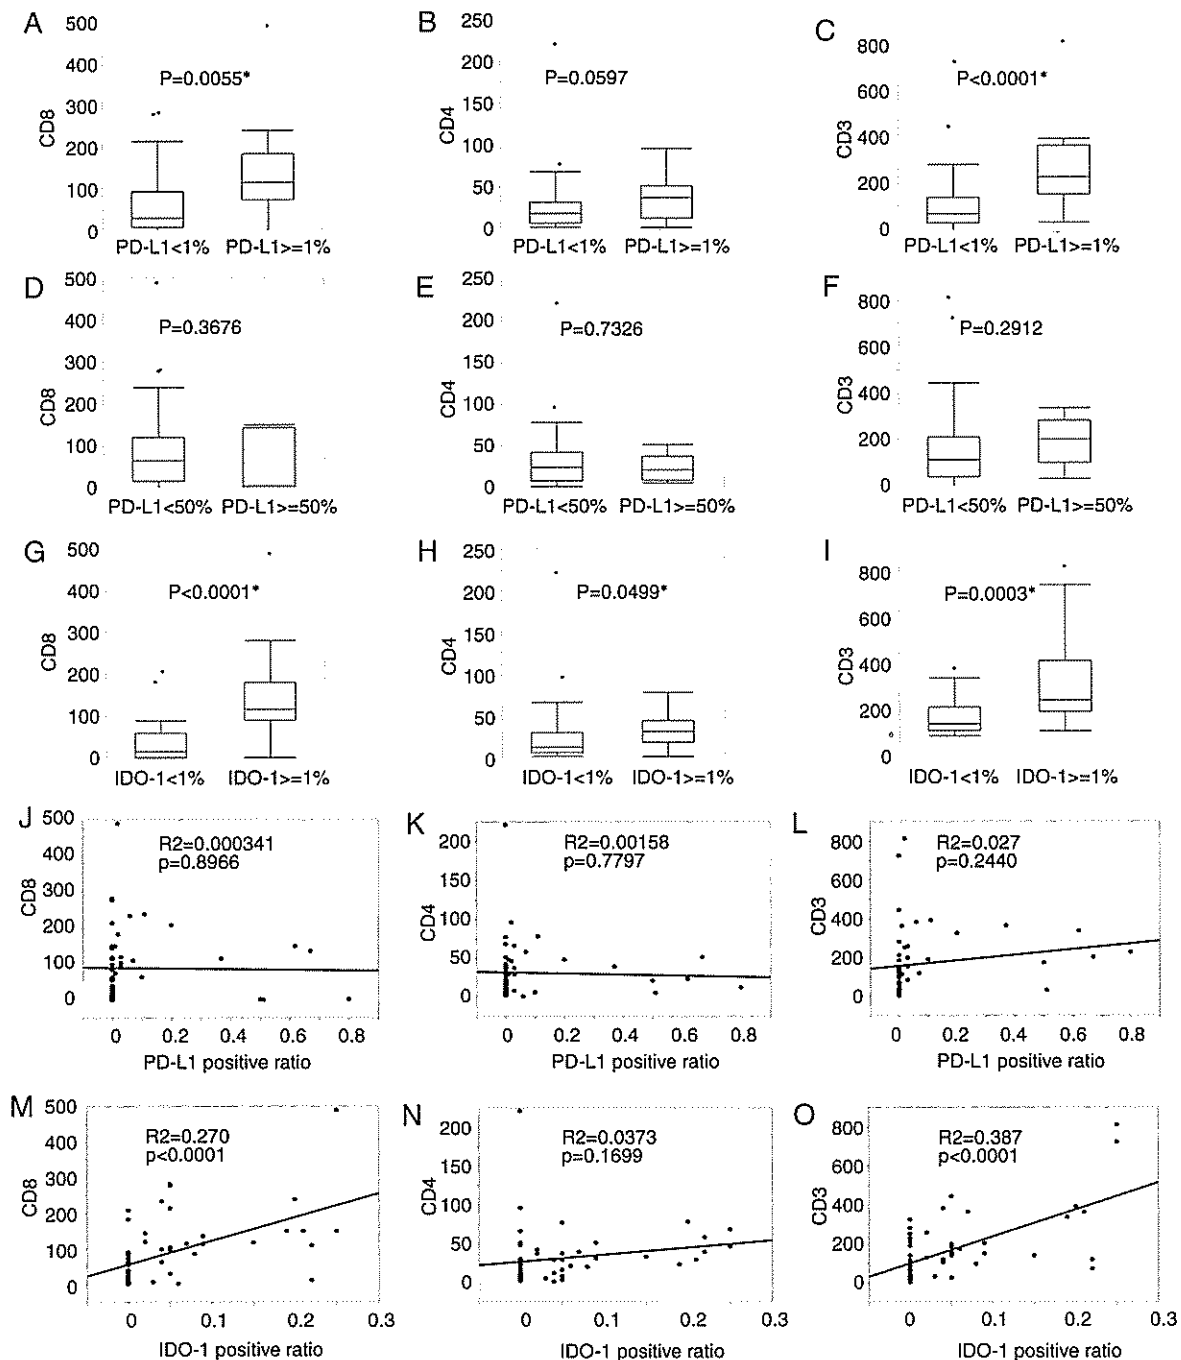 A
500
400
300
200
100
0
CD8
P=0.0055*
PD-L1<1% PD-L1>=1%
B
250
200
150
100
50
0
CD4
P=0.0597
PD-L1<1% PD-L1>=1%
C
800
600
400
200
0
CD3
P<0.0001*
PD-L1<1% PD-L1>=1%
D
500
400
300
200
100
0
CD8
P=0.3676
PD-L1<50% PD-L1>=50%
E
250
200
150
100
50
0
CD4
P=0.7326
PD-L1<50% PD-L1>=50%
F
800
600
400
200
0
CD3
P=0.2912
PD-L1<50% PD-L1>=50%
G
500
400
300
200
100
0
CD8
P<0.0001*
IDO-1<1% IDO-1>=1%
H
250
200
150
100
50
0
CD4
P=0.0499*
IDO-1<1% IDO-1>=1%
I
800
600
400
200
0
CD3
P=0.0003*
IDO-1<1% IDO-1>=1%
J
500
400
300
200
100
0
CD8
R2=0.000341
p=0.8966
0 0.2 0.4 0.6 0.8
PD-L1 positive ratio
K
200
150
100
50
0
CD4
R2=0.00158
p=0.7797
0 0.2 0.4 0.6 0.8
PD-L1 positive ratio
L
800
600
400
200
0
CD3
R2=0.027
p=0.2440
0 0.2 0.4 0.6 0.8
PD-L1 positive ratio
M
500
400
300
200
100
0
CD8
R2=0.270
p<0.0001
0 0.1 0.2 0.3
IDO-1 positive ratio
N
200
150
100
50
0
CD4
R2=0.0373
p=0.1699
0 0.1 0.2 0.3
IDO-1 positive ratio
O
800
600
400
200
0
CD3
R2=0.387
p<0.0001
0 0.1 0.2 0.3
IDO-1 positive ratio